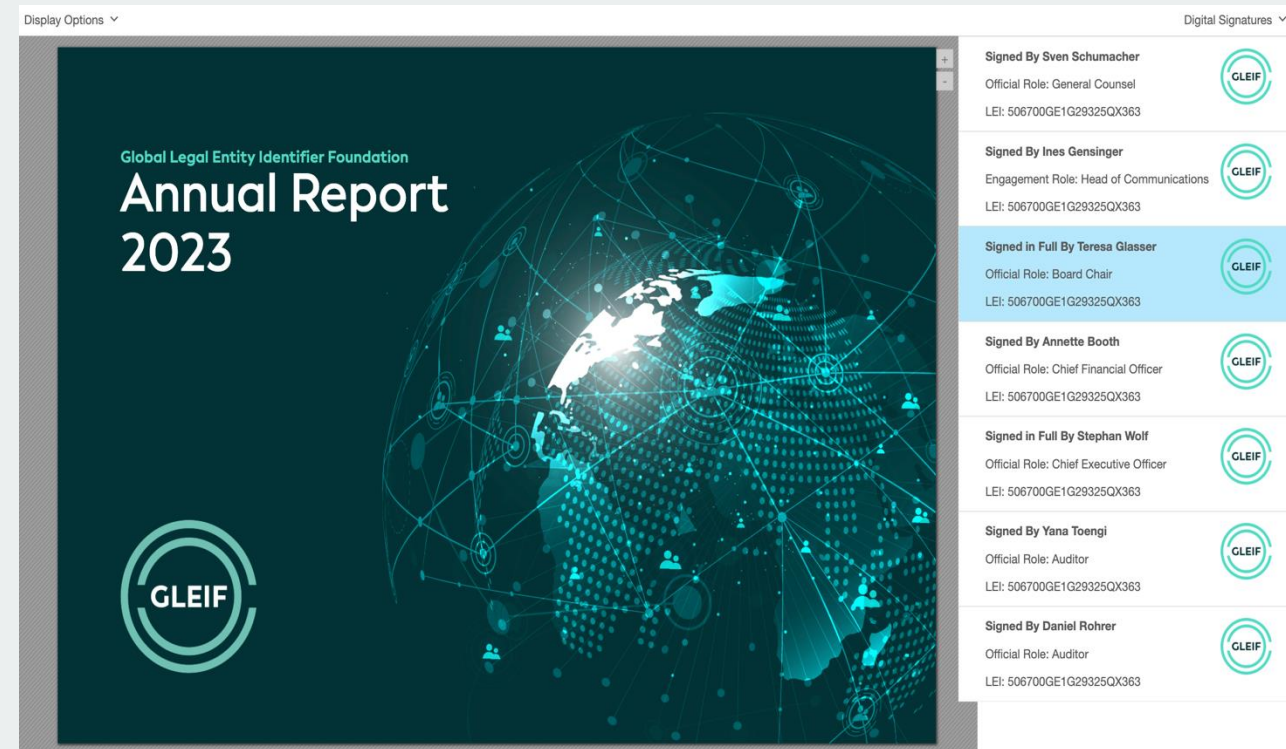 Display Options
Digital Signatures
+
-
Global Legal Entity Identifier Foundation
Annual Report
2023
GLEIF
Signed By Sven Schumacher
Official Role: General Counsel
LEI: 506700GE1G29325QX363
GLEIF
Signed By Ines Gensinger
Engagement Role: Head of Communications
LEI: 506700GE1G29325QX363
GLEIF
Signed in Full By Teresa Glasser
Official Role: Board Chair
LEI: 506700GE1G29325QX363
GLEIF
Signed By Annette Booth
Official Role: Chief Financial Officer
LEI: 506700GE1G29325QX363
GLEIF
Signed in Full By Stephan Wolf
Official Role: Chief Executive Officer
LEI: 506700GE1G29325QX363
GLEIF
Signed By Yana Toengi
Official Role: Auditor
LEI: 506700GE1G29325QX363
GLEIF
Signed By Daniel Rohrer
Official Role: Auditor
LEI: 506700GE1G29325QX363
GLEIF